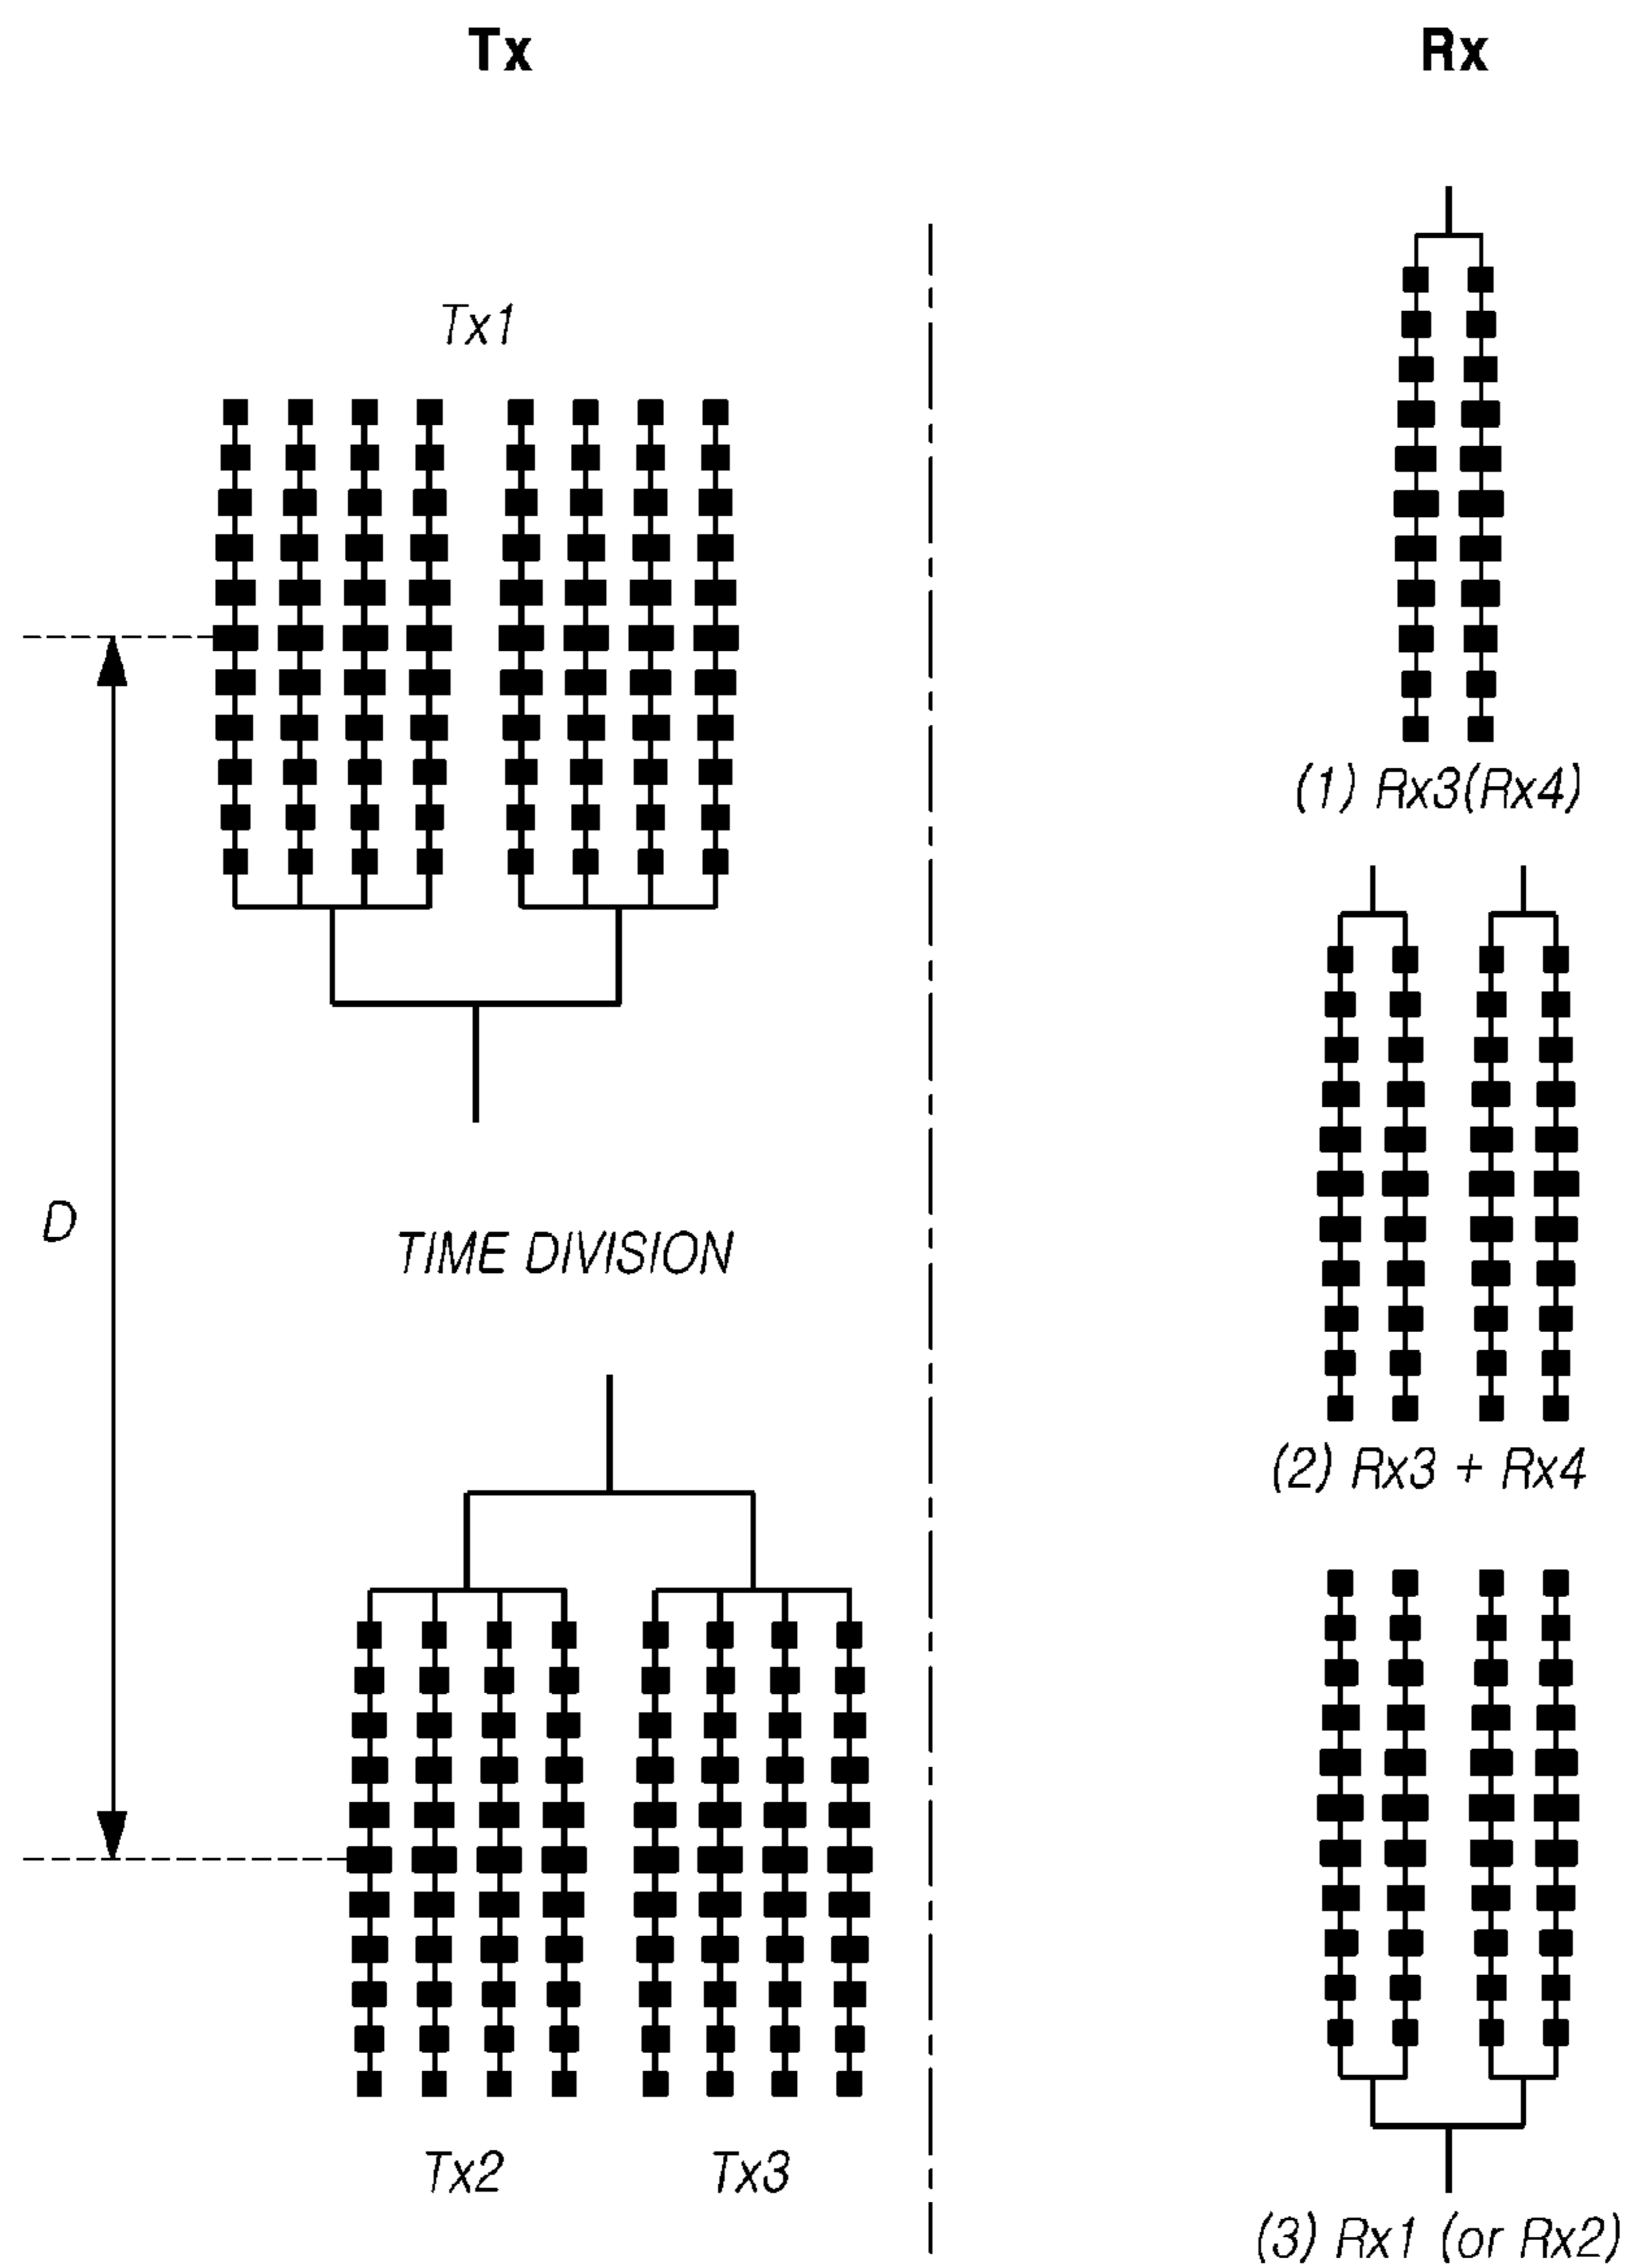 Tx
Rx
Tx1
(1) Rx3(Rx4)
D
TIME DIVISION
(2) Rx3 + Rx4
Tx2
Tx3
(3) Rx1 (or Rx2)